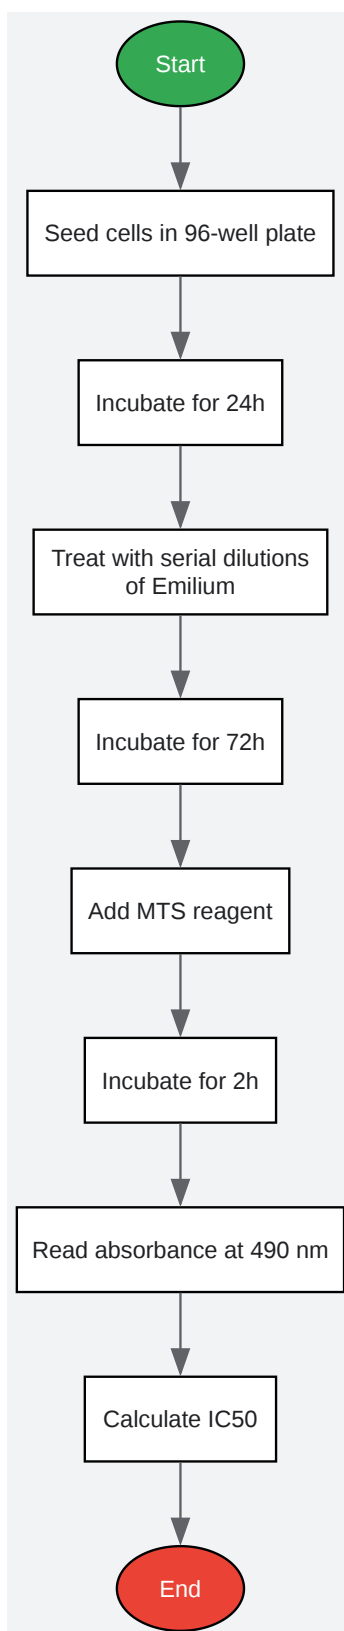 Start
Seed cells in 96-well plate
Incubate for 24h
Treat with serial dilutions
of Emilium
Incubate for 72h
Add MTS reagent
Incubate for 2h
Read absorbance at 490 nm
Calculate IC50
End